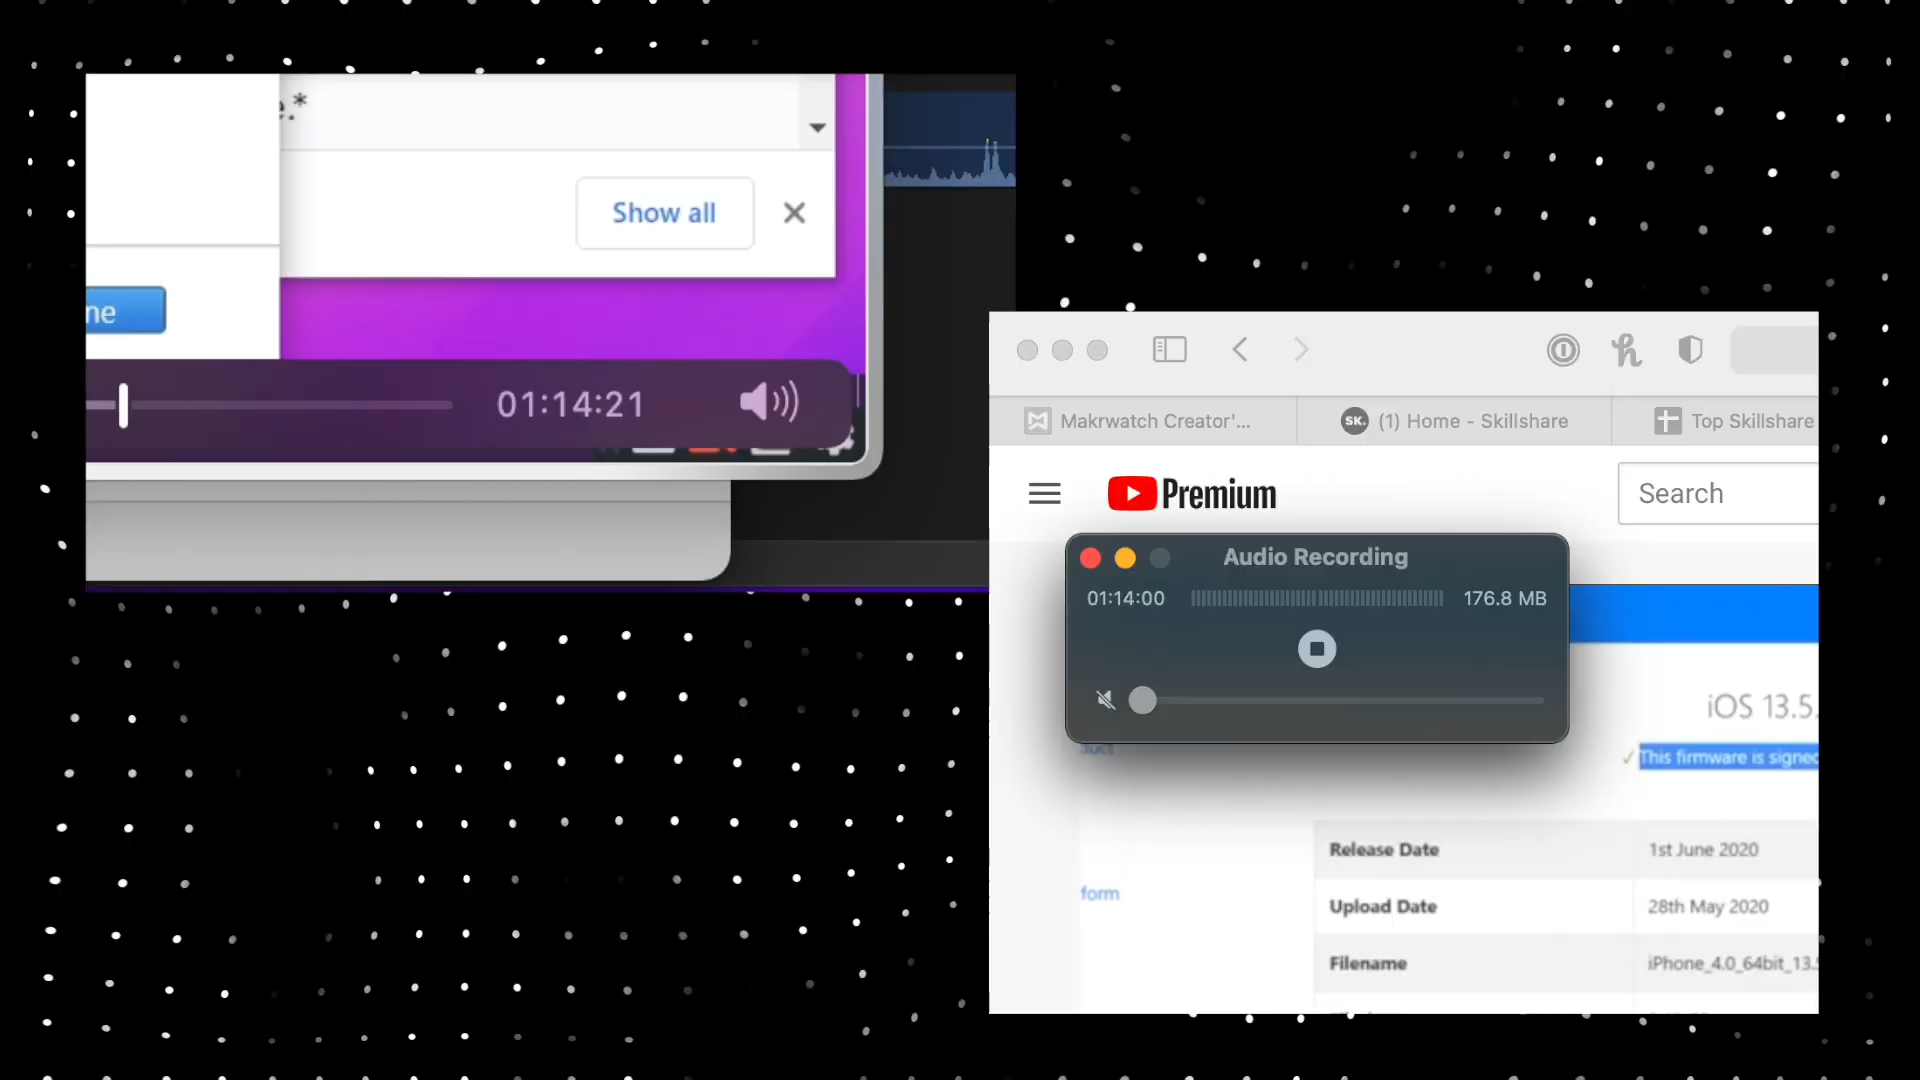 e.*
Show all
ne
01:14:21
Makrwatch Creator'...
SK.
(1) Home - Skillshare
Top Skillshare
Premium
Search
Audio Recording
01:14:00
176.8 MB
iOS 13.5.
This firmware is signed
form
Release Date
1st June 2020
Upload Date
28th May 2020
Filename
iPhone_4.0_64bit_13.5